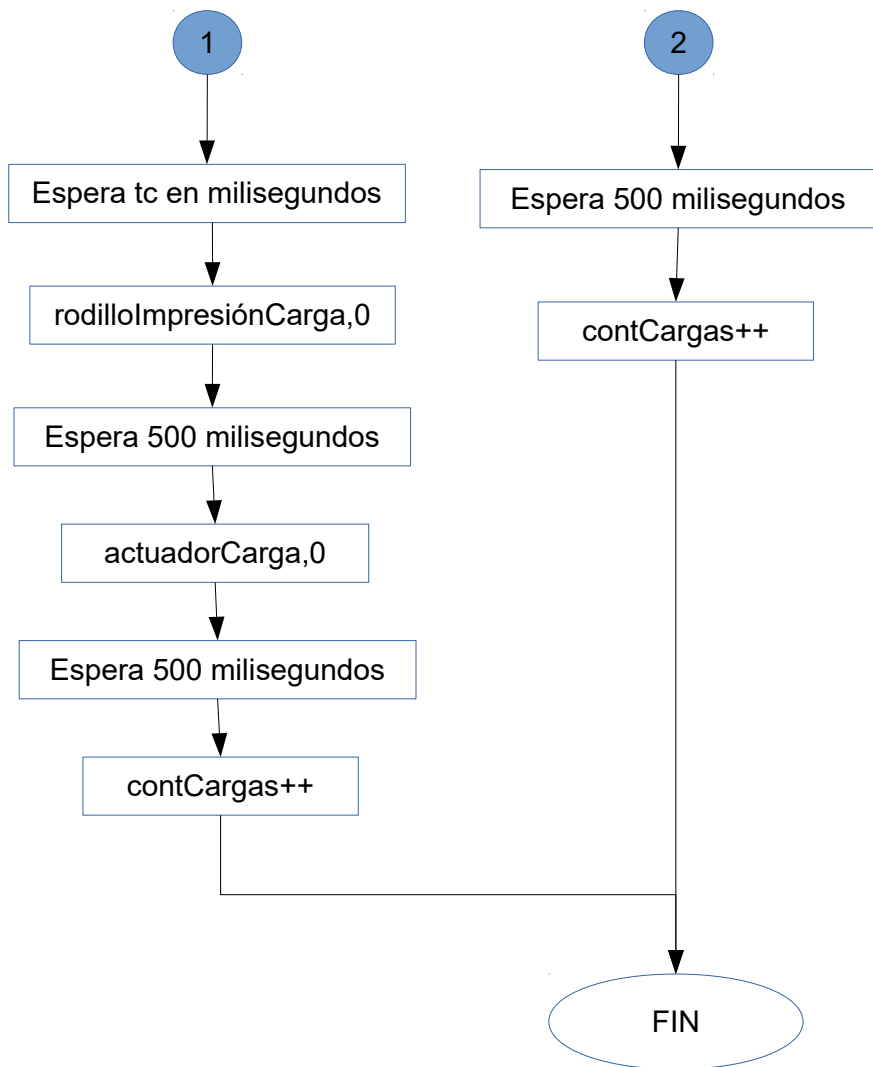 1
Espera tc en milisegundos
rodilloImpresiónCarga,0
Espera 500 milisegundos
actuadorCarga,0
Espera 500 milisegundos
contCargas++
2
Espera 500 milisegundos
contCargas++
FIN